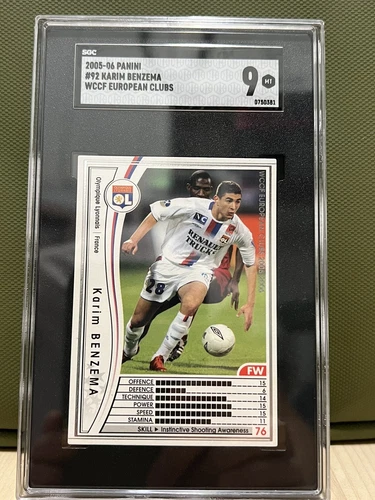 SGC
2005-06 PANINI
#92 KARIM BENZEMA
WCCF EUROPEAN CLUBS
9
MT
0750381
OL
Olympique Lyonnais / France
Karim BENZEMA
RENAULT
TRUCKS
28
FW
OFFENCE 15
DEFENCE 6
TECHNIQUE 14
POWER 15
SPEED 15
STAMINA 11
SKILL ▶ Instinctive Shooting Awareness 76